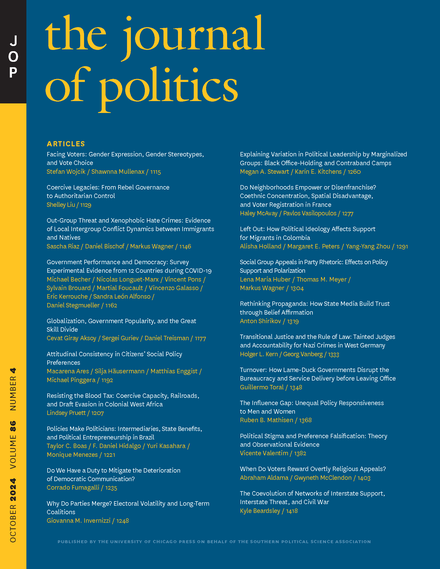 JOP
the journal
of politics
ARTICLES
Facing Voters: Gender Expression, Gender Stereotypes,
and Vote Choice
Stefan Wojcik / Shawnna Mullenax / 1115
Coercive Legacies: From Rebel Governance
to Authoritarian Control
Shelley Liu / 1129
Out-Group Threat and Xenophobic Hate Crimes: Evidence
of Local Intergroup Conflict Dynamics between Immigrants
and Natives
Sascha Riaz / Daniel Bischof / Markus Wagner / 1146
Government Performance and Democracy: Survey
Experimental Evidence from 12 Countries during COVID-19
Michael Becher / Nicolas Longuet-Marx / Vincent Pons /
Sylvain Brouard / Martial Foucault / Vincenzo Galasso /
Eric Kerrouche / Sandra León Alfonso /
Daniel Stegmueller / 1162
Globalization, Government Popularity, and the Great
Skill Divide
Cevat Giray Aksoy / Sergei Guriev / Daniel Treisman / 1177
Attitudinal Consistency in Citizens' Social Policy
Preferences
Macarena Ares / Silja Häusermann / Matthias Enggist /
Michael Pinggera / 1192
Resisting the Blood Tax: Coercive Capacity, Railroads,
and Draft Evasion in Colonial West Africa
Lindsey Pruett / 1207
Policies Make Politicians: Intermediaries, State Benefits,
and Political Entrepreneurship in Brazil
Taylor C. Boas / F. Daniel Hidalgo / Yuri Kasahara /
Monique Menezes / 1221
Do We Have a Duty to Mitigate the Deterioration
of Democratic Communication?
Corrado Fumagalli / 1235
Why Do Parties Merge? Electoral Volatility and Long-Term
Coalitions
Giovanna M. Invernizzi / 1248
Explaining Variation in Political Leadership by Marginalized
Groups: Black Office-Holding and Contraband Camps
Megan A. Stewart / Karin E. Kitchens / 1260
Do Neighborhoods Empower or Disenfranchise?
Coethnic Concentration, Spatial Disadvantage,
and Voter Registration in France
Haley McAvay / Pavlos Vasilopoulos / 1277
Left Out: How Political Ideology Affects Support
for Migrants in Colombia
Alisha Holland / Margaret E. Peters / Yang-Yang Zhou / 1291
Social Group Appeals in Party Rhetoric: Effects on Policy
Support and Polarization
Lena Maria Huber / Thomas M. Meyer /
Markus Wagner / 1304
Rethinking Propaganda: How State Media Build Trust
through Belief Affirmation
Anton Shirikov / 1319
Transitional Justice and the Rule of Law: Tainted Judges
and Accountability for Nazi Crimes in West Germany
Holger L. Kern / Georg Vanberg / 1333
Turnover: How Lame-Duck Governments Disrupt the
Bureaucracy and Service Delivery before Leaving Office
Guillermo Toral / 1348
The Influence Gap: Unequal Policy Responsiveness
to Men and Women
Ruben B. Mathisen / 1368
Political Stigma and Preference Falsification: Theory
and Observational Evidence
Vicente Valentim / 1382
When Do Voters Reward Overtly Religious Appeals?
Abraham Aldama / Gwyneth McClendon / 1403
The Coevolution of Networks of Interstate Support,
Interstate Threat, and Civil War
Kyle Beardsley / 1418
OCTOBER 2024 VOLUME 86 NUMBER 4
PUBLISHED BY THE UNIVERSITY OF CHICAGO PRESS ON BEHALF OF THE SOUTHERN POLITICAL SCIENCE ASSOCIATION